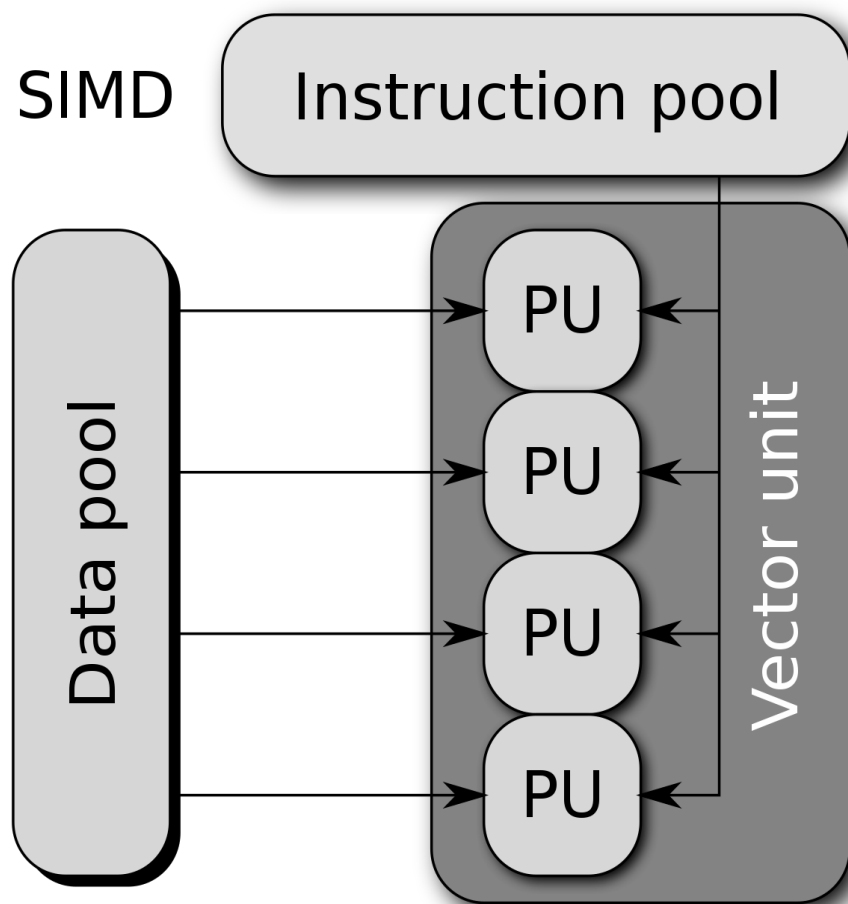 SIMD
Instruction pool
Data pool
PU
PU
PU
PU
Vector unit